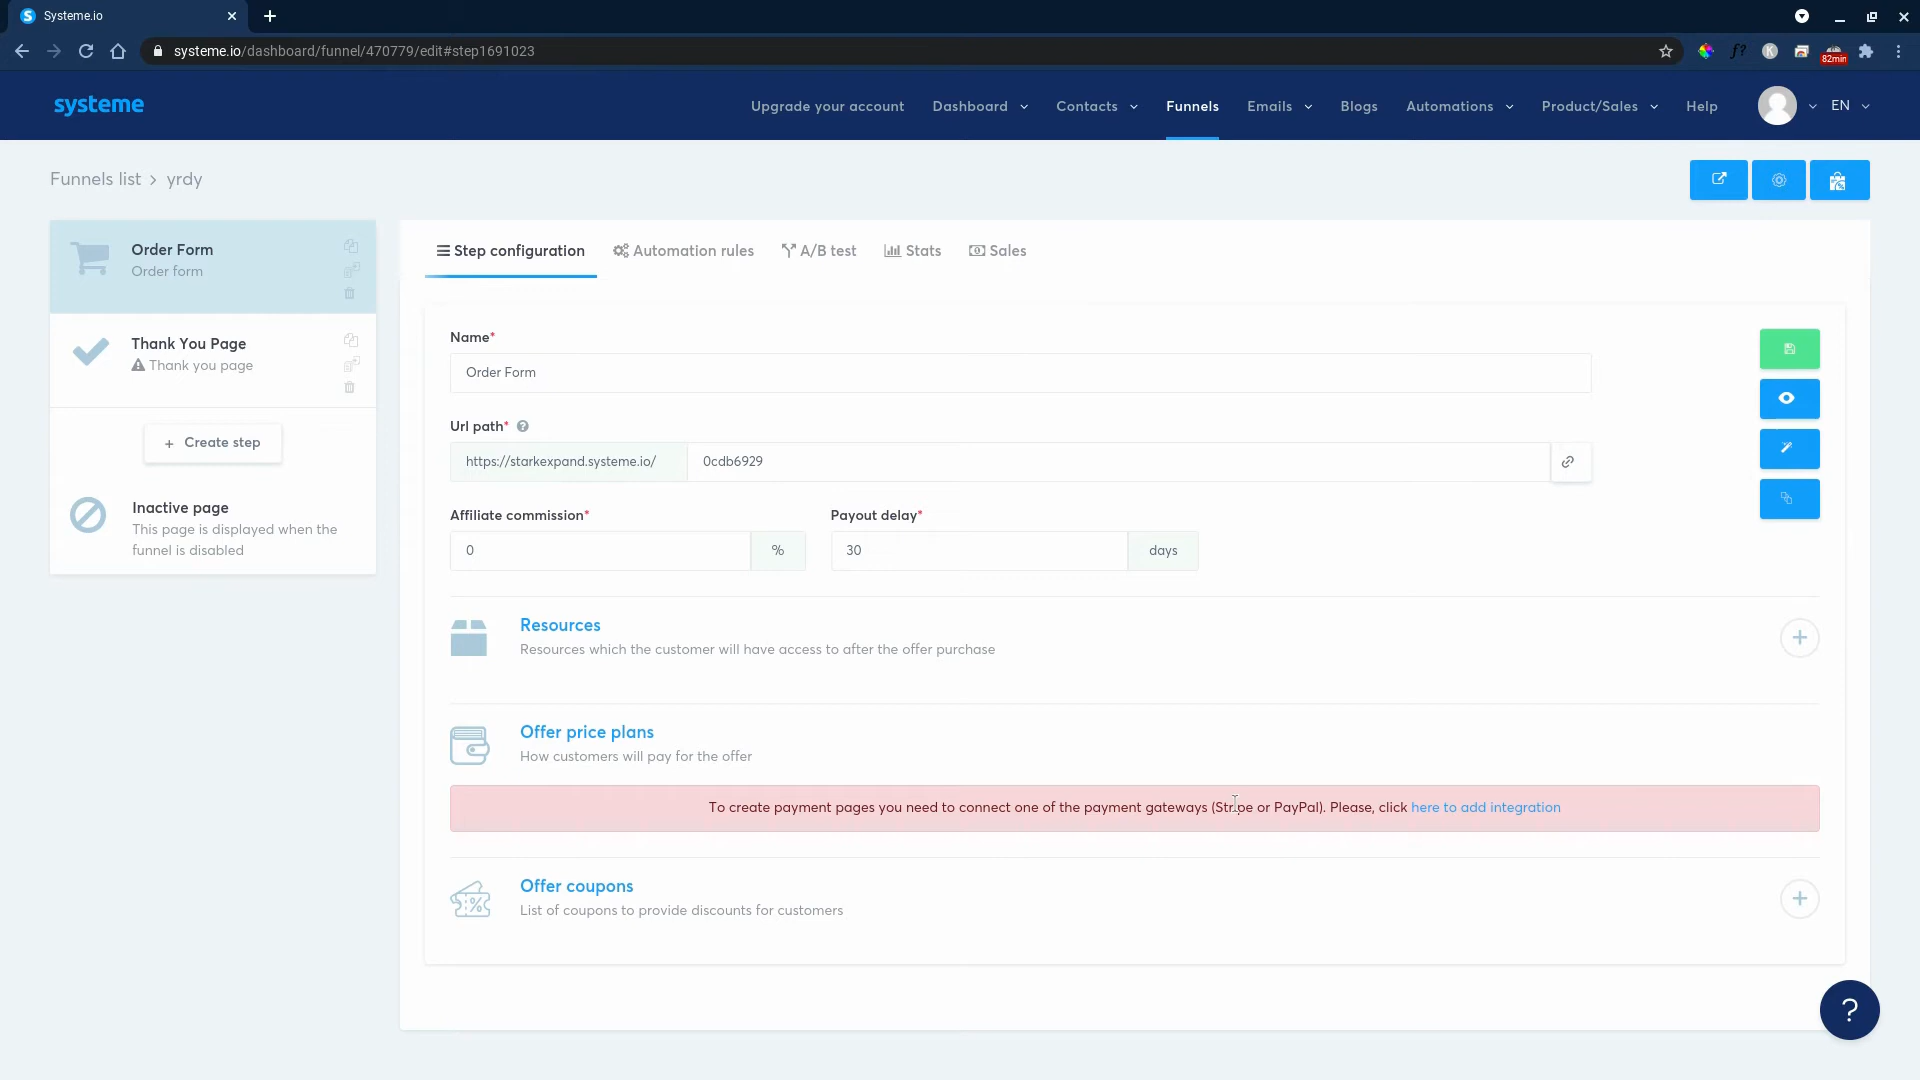 Systeme.io
systeme.io/dashboard/funnel/470779/edit#step1691023
82min
systeme
Upgrade your account
Dashboard
Contacts
Funnels
Emails
Blogs
Automations
Product/Sales
Help
EN
Funnels list > yrdy
Order Form
Order form
Thank You Page
Thank you page
+ Create step
Inactive page
This page is displayed when the
funnel is disabled
Step configuration
Automation rules
A/B test
Stats
Sales
Name*
Order Form
Url path*
https://starkexpand.systeme.io/
0cdb6929
Affiliate commission*
Payout delay*
0
%
30
days
Resources
Resources which the customer will have access to after the offer purchase
Offer price plans
How customers will pay for the offer
To create payment pages you need to connect one of the payment gateways (Stripe or PayPal). Please, click here to add integration
Offer coupons
List of coupons to provide discounts for customers
?